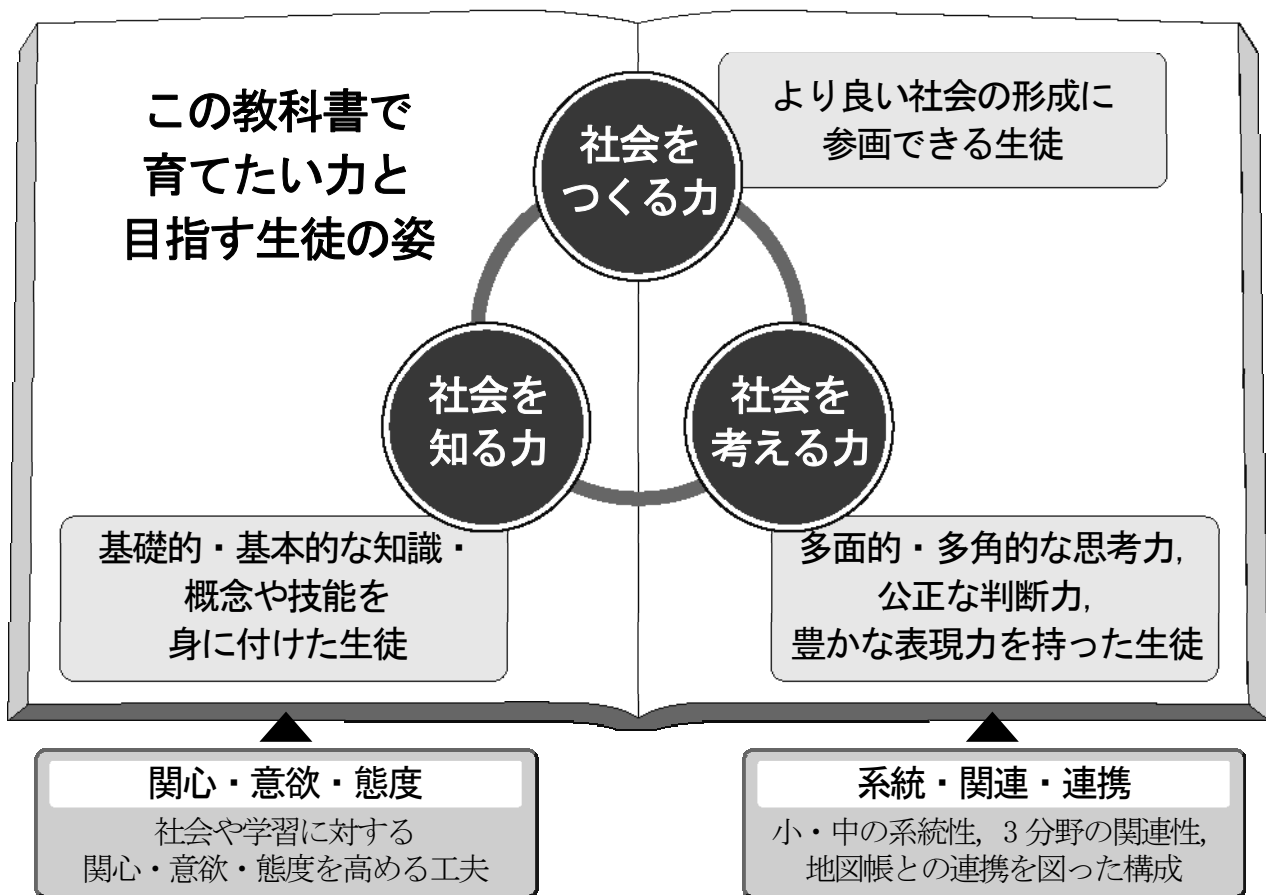 この教科書で
育てたい力と
目指す生徒の姿
社会を
つくる力
より良い社会の形成に
参画できる生徒
社会を
知る力
基礎的・基本的な知識・
概念や技能を
身に付けた生徒
社会を
考える力
多面的・多角的な思考力,
公正な判断力,
豊かな表現力を持った生徒
関心・意欲・態度
社会や学習に対する
関心・意欲・態度を高める工夫
系統・関連・連携
小・中の系統性, 3分野の関連性,
地図帳との連携を図った構成